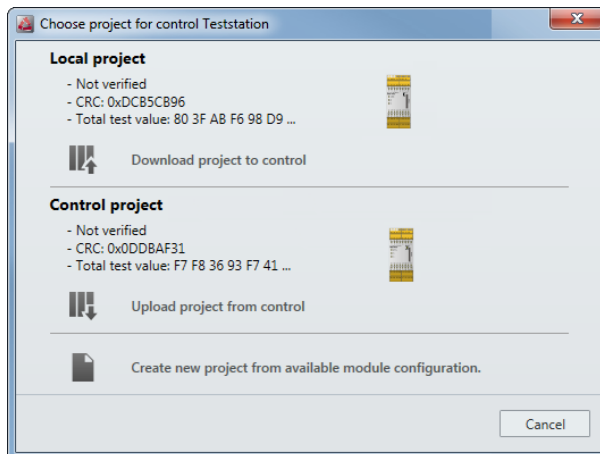 Choose project for control Teststation
Local project
- Not verified
- CRC: 0xDCB5CB96
- Total test value: 80 3F AB F6 98 D9 ...
Download project to control
Control project
- Not verified
- CRC: 0x0DDBAF31
- Total test value: F7 F8 36 93 F7 41 ...
Upload project from control
Create new project from available module configuration.
Cancel